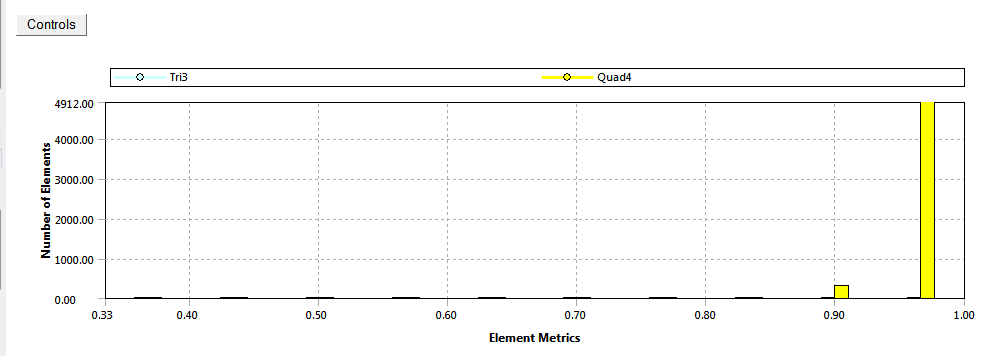 Controls
Tri3 Quad4
4912.00
4000.00
3000.00
2000.00
1000.00
0.00
Number of Elements
0.33 0.40 0.50 0.60 0.70 0.80 0.90 1.00
Element Metrics